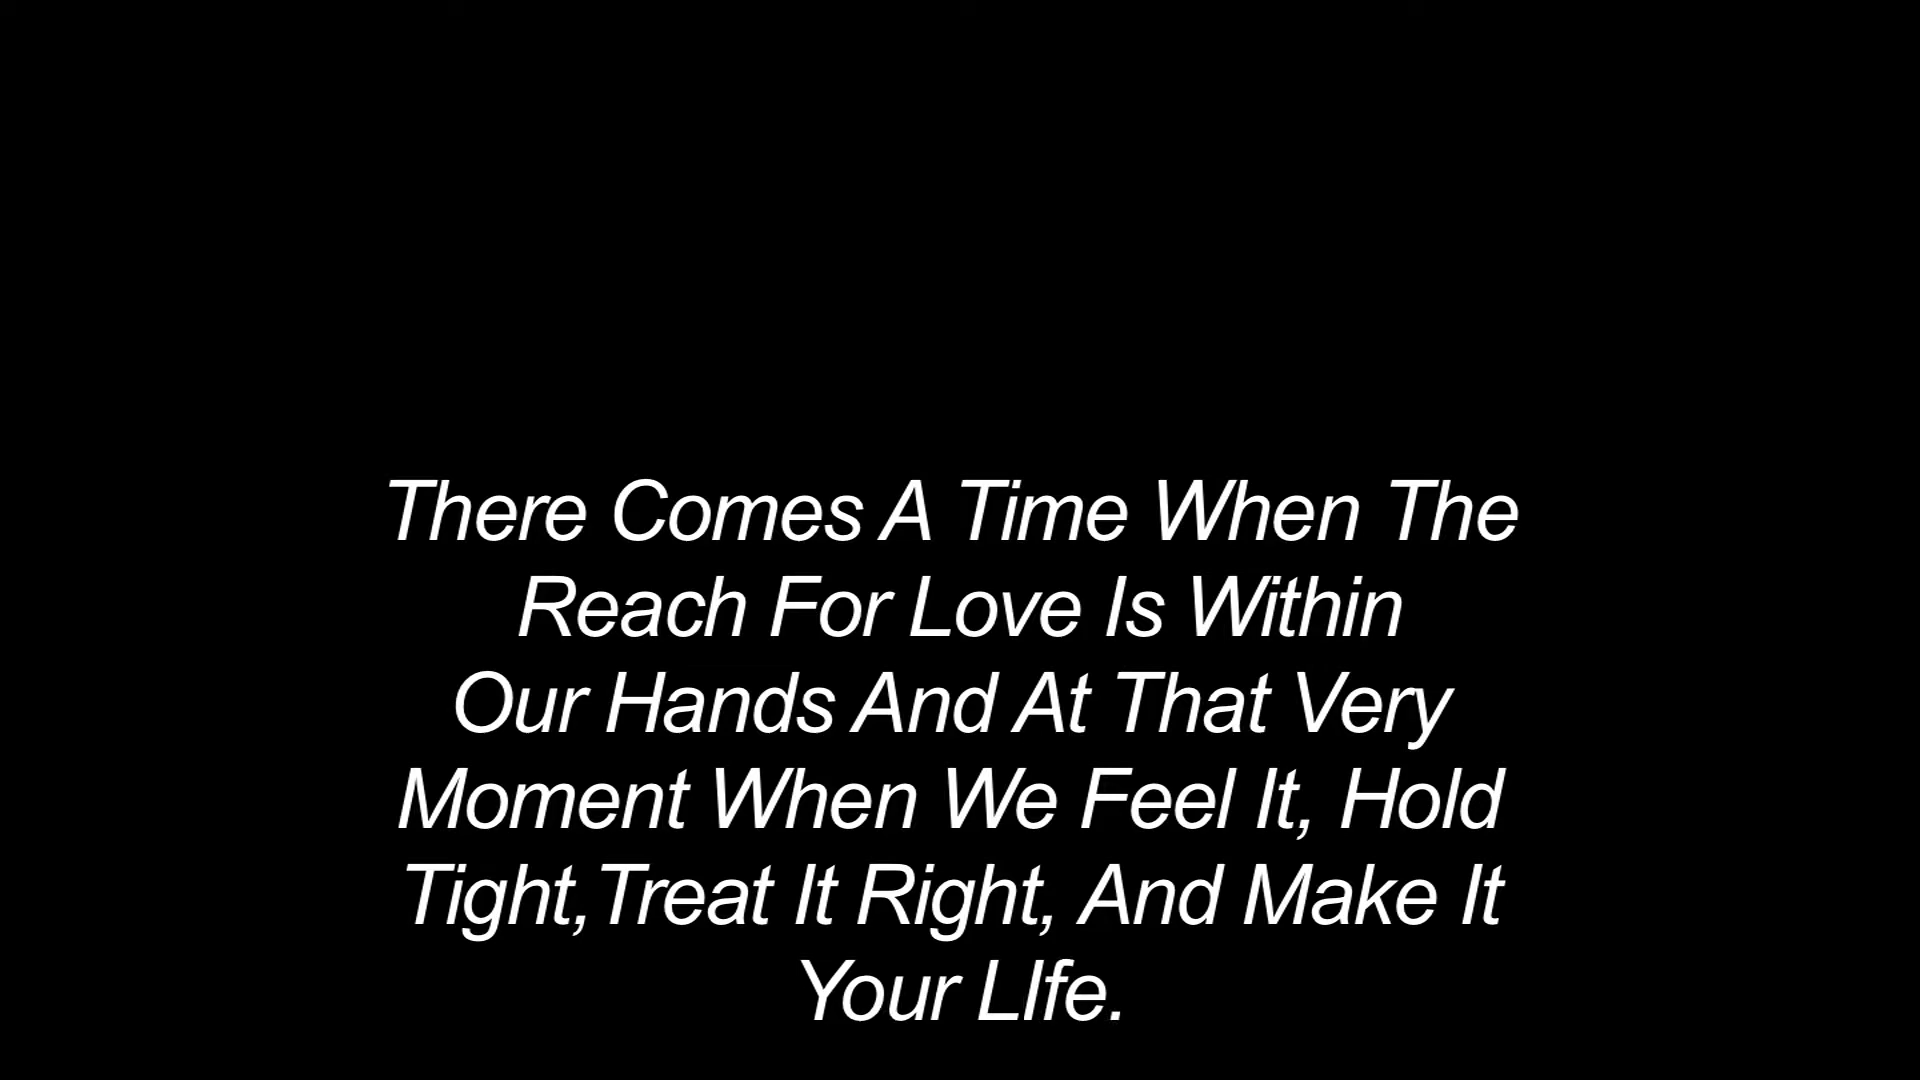 There Comes A Time When The
Reach For Love Is Within
Our Hands And At That Very
Moment When We Feel It, Hold
Tight,Treat It Right, And Make It
Your LIfe.